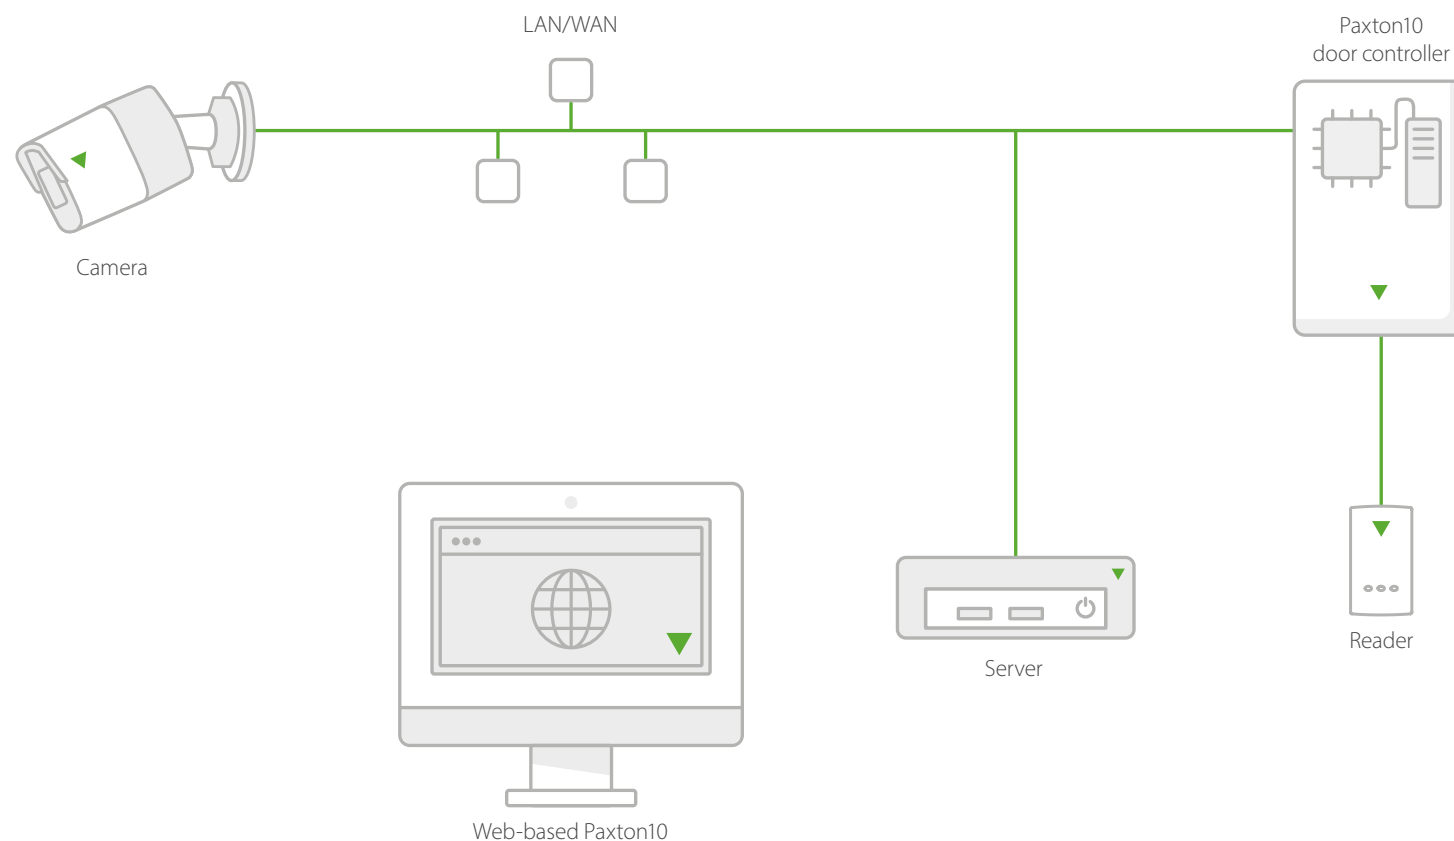 LAN/WAN
Paxton10
door controller
Camera
Reader
Server
Web-based Paxton10